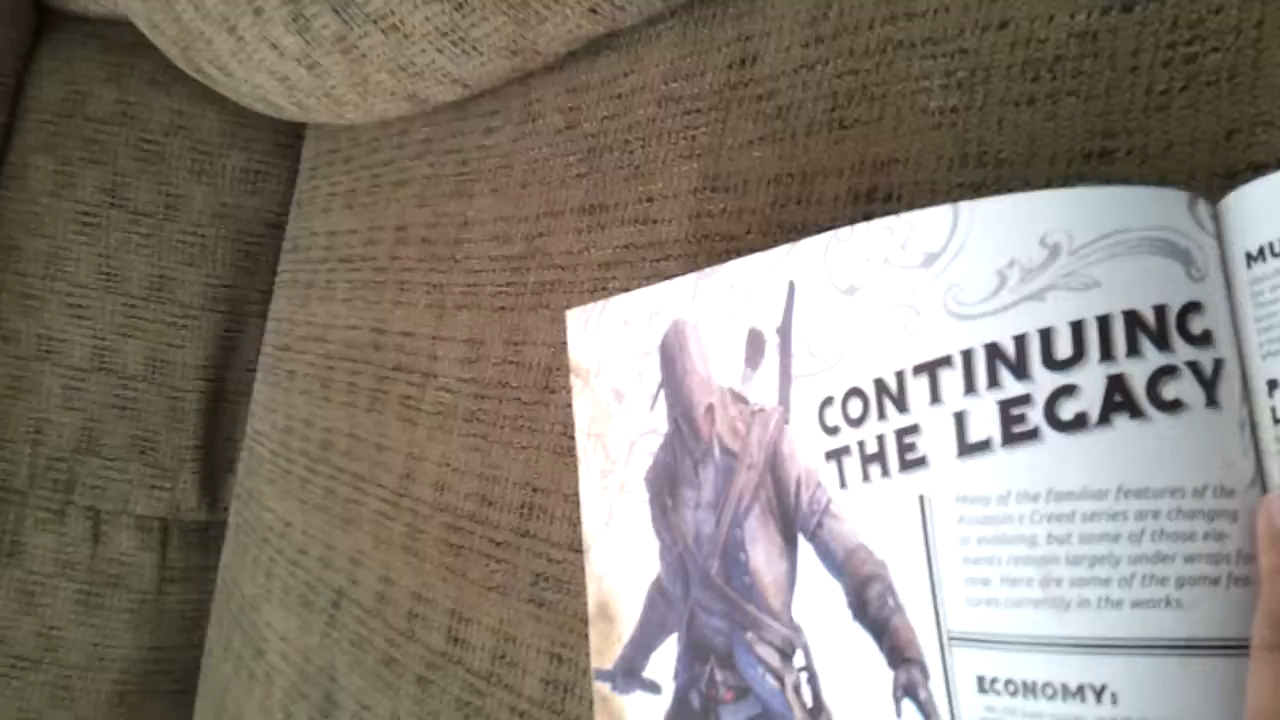 CONTINUING
THE LEGACY
Many of the familiar features of the
Assassin's Creed series are changing
or evolving, but some of those ele-
ments remain largely under wraps for
now. Here are some of the game fea-
tures currently in the works.
ECONOMY:
MU